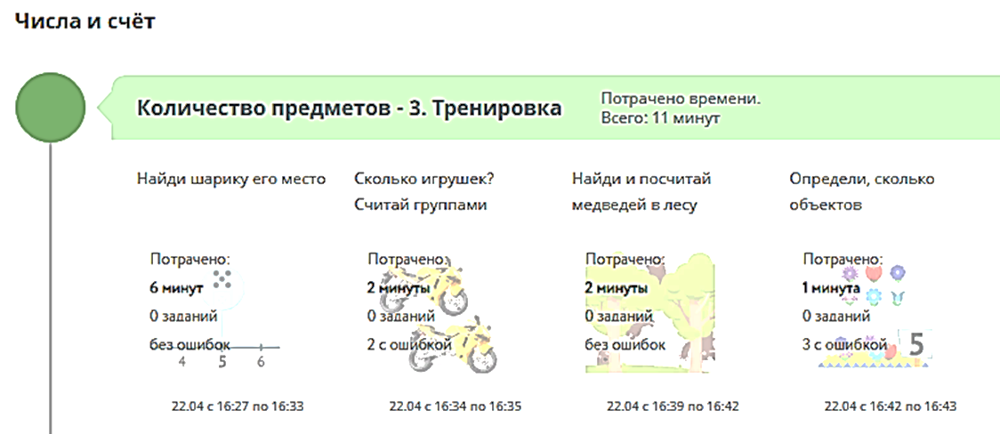 Числа и счёт
Количество предметов - 3. Тренировка
Потрачено времени.
Всего: 11 минут
Найди шарику его место
Сколько игрушек?
Считай группами
Найди и посчитай
медведей в лесу
Определи, сколько
объектов
Потрачено:
6 минут
0 заданий
без ошибок
4 5 6
Потрачено:
2 минуты
0 заданий
2 с ошибкой
Потрачено:
2 минуты
0 заданий
без ошибок
Потрачено:
1 минута
0 заданий
3 с ошибкой
5
22.04 с 16:27 по 16:33
22.04 с 16:34 по 16:35
22.04 с 16:39 по 16:42
22.04 с 16:42 по 16:43